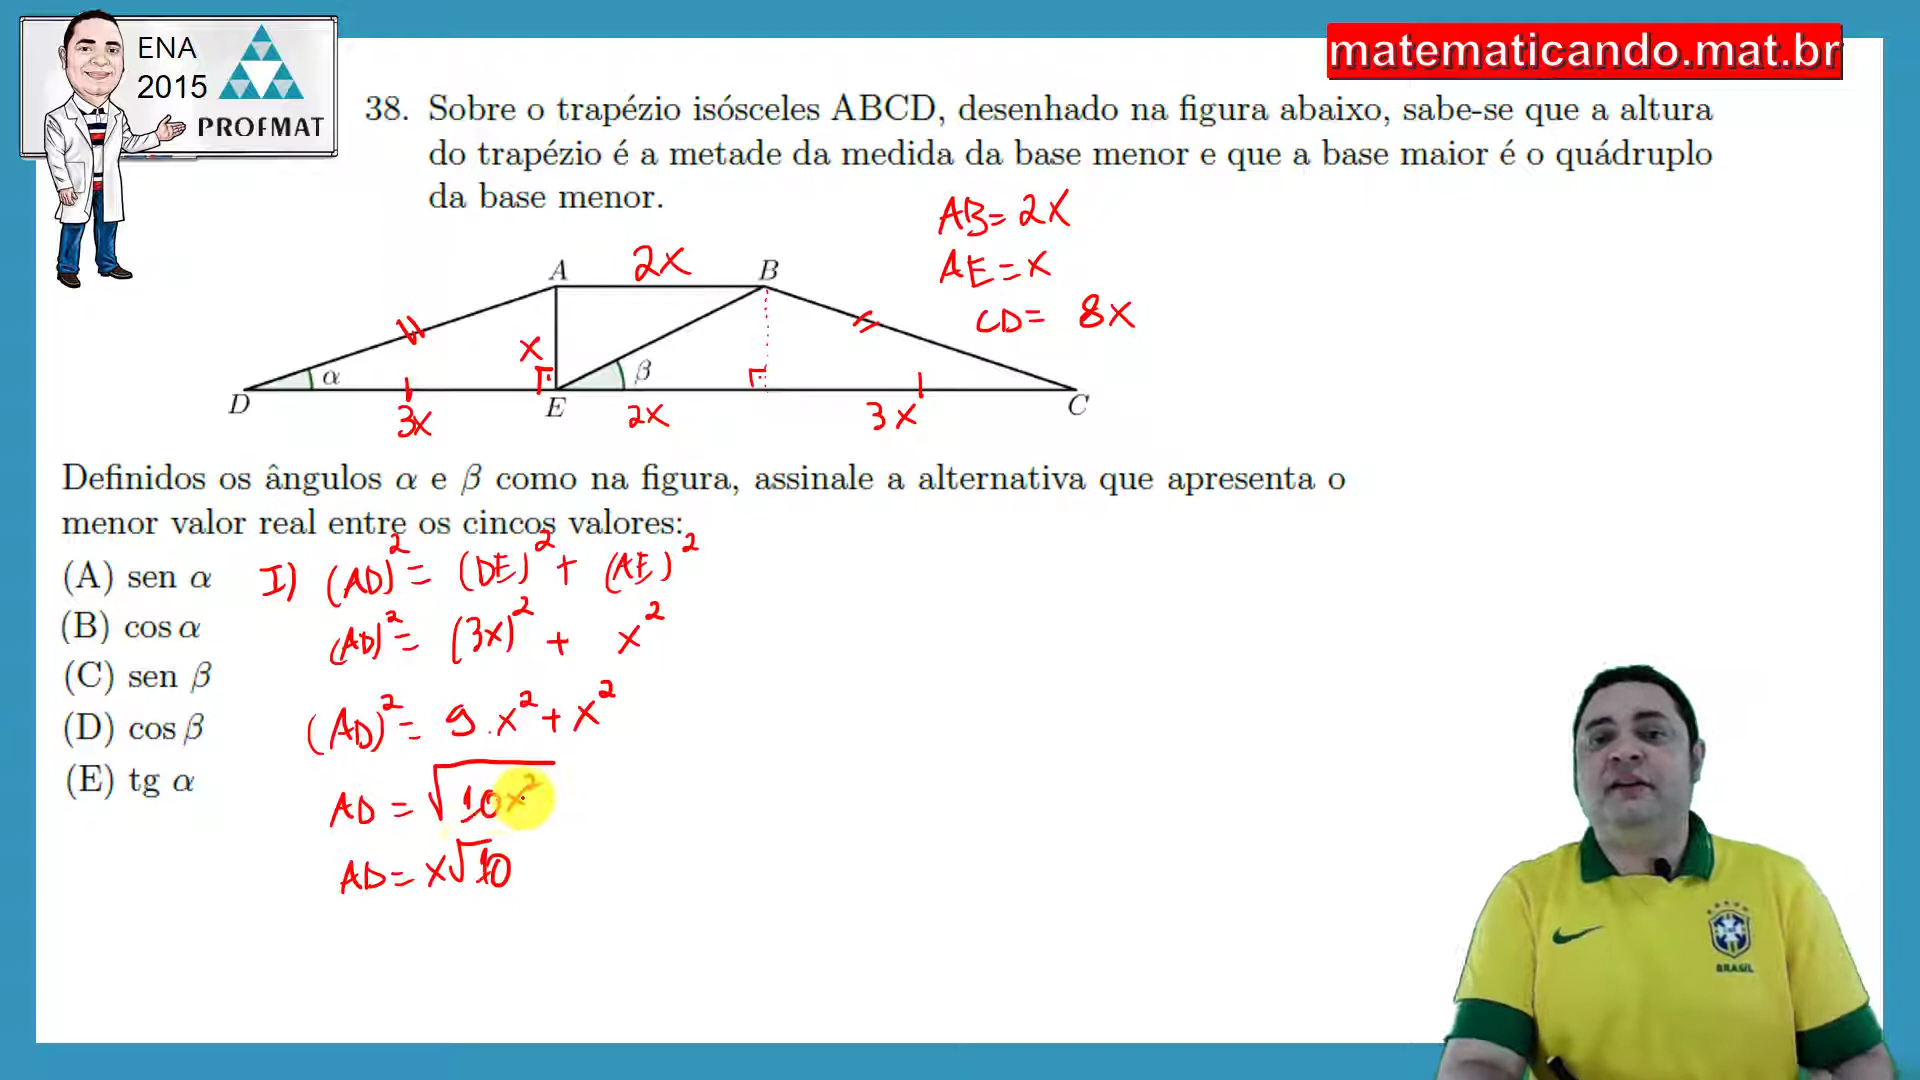 ENA
2015
PROFMAT
matematicando.mat.br
38. Sobre o trapézio isósceles ABCD, desenhado na figura abaixo, sabe-se que a altura
do trapézio é a metade da medida da base menor e que a base maior é o quádruplo
da base menor.
AB = 2x
AE = x
CD = 8x
A 2x B
x
α β
D 3x E 2x 3x C
Definidos os ângulos α e β como na figura, assinale a alternativa que apresenta o
menor valor real entre os cincos valores:
(A) sen α
(B) cos α
(C) sen β
(D) cos β
(E) tg α
I) (AD)² = (DE)² + (AE)²
(AD)² = (3x)² + x²
(AD)² = 9.x² + x²
AD = √10x²
AD = x√10
BRASIL